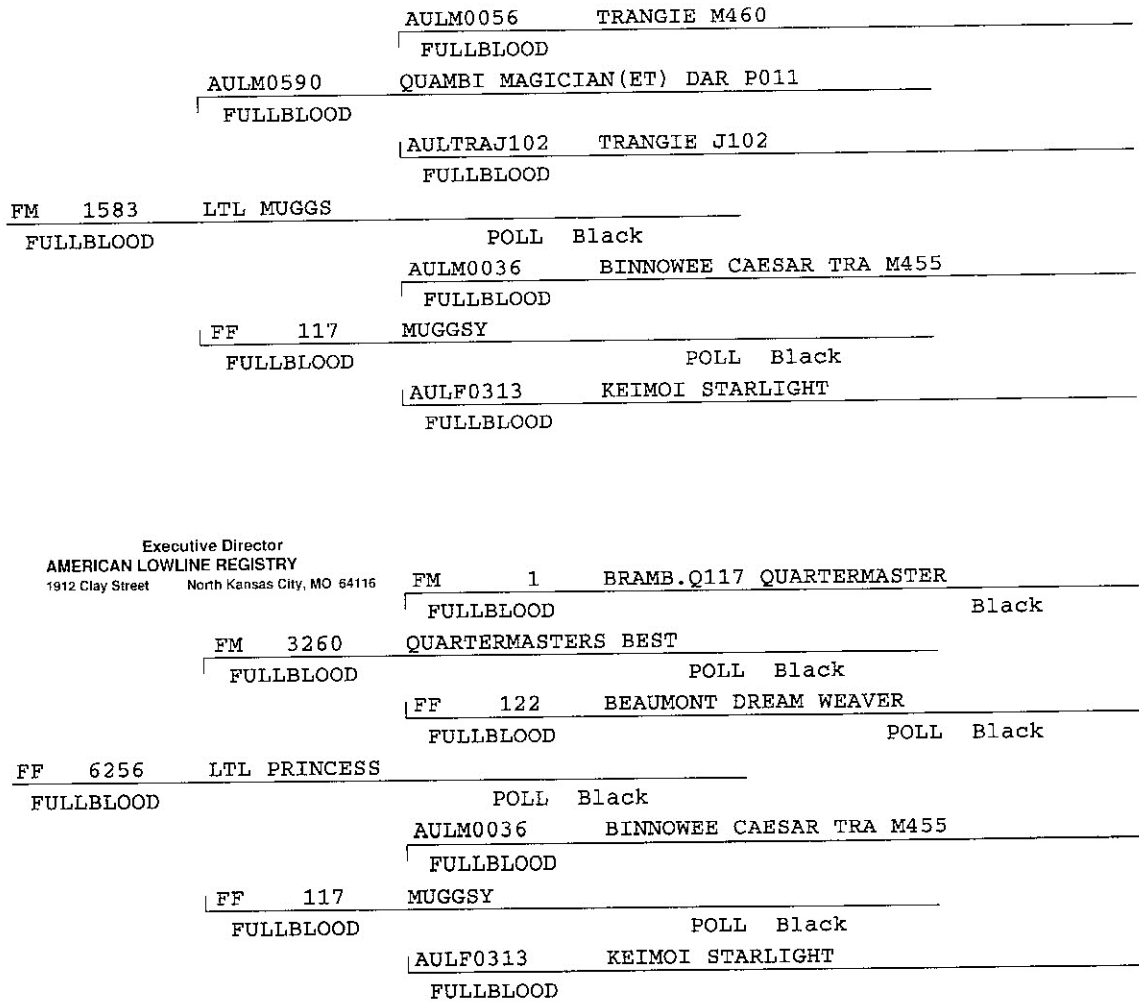 AULM0056 TRANGIE M460
FULLBLOOD
AULM0590 QUAMBI MAGICIAN(ET) DAR P011
FULLBLOOD
AULTRAJ102 TRANGIE J102
FULLBLOOD
FM 1583 LTL MUGGS
FULLBLOOD POLL Black
AULM0036 BINNOWEE CAESAR TRA M455
FULLBLOOD
FF 117 MUGGSY
FULLBLOOD POLL Black
AULF0313 KEIMOI STARLIGHT
FULLBLOOD
Executive Director
AMERICAN LOWLINE REGISTRY
1912 Clay Street North Kansas City, MO 64116
FM 1 BRAMB.Q117 QUARTERMASTER
FULLBLOOD Black
FM 3260 QUARTERMASTERS BEST
FULLBLOOD POLL Black
FF 122 BEAUMONT DREAM WEAVER
FULLBLOOD POLL Black
FF 6256 LTL PRINCESS
FULLBLOOD POLL Black
AULM0036 BINNOWEE CAESAR TRA M455
FULLBLOOD
FF 117 MUGGSY
FULLBLOOD POLL Black
AULF0313 KEIMOI STARLIGHT
FULLBLOOD